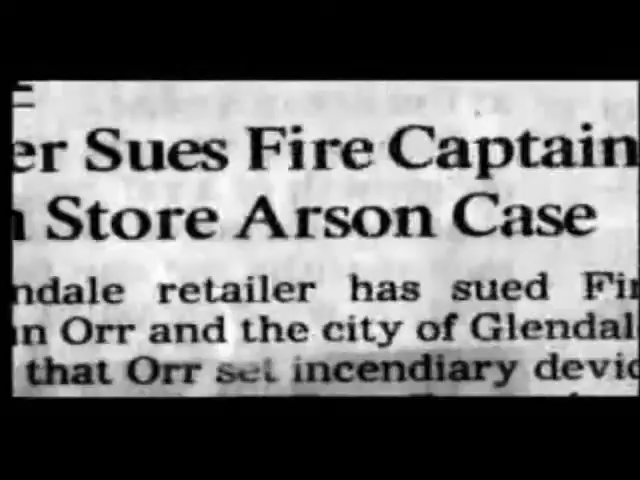 er Sues Fire Captain
n Store Arson Case
ndale retailer has sued Fir
n Orr and the city of Glendal
that Orr set incendiary devic